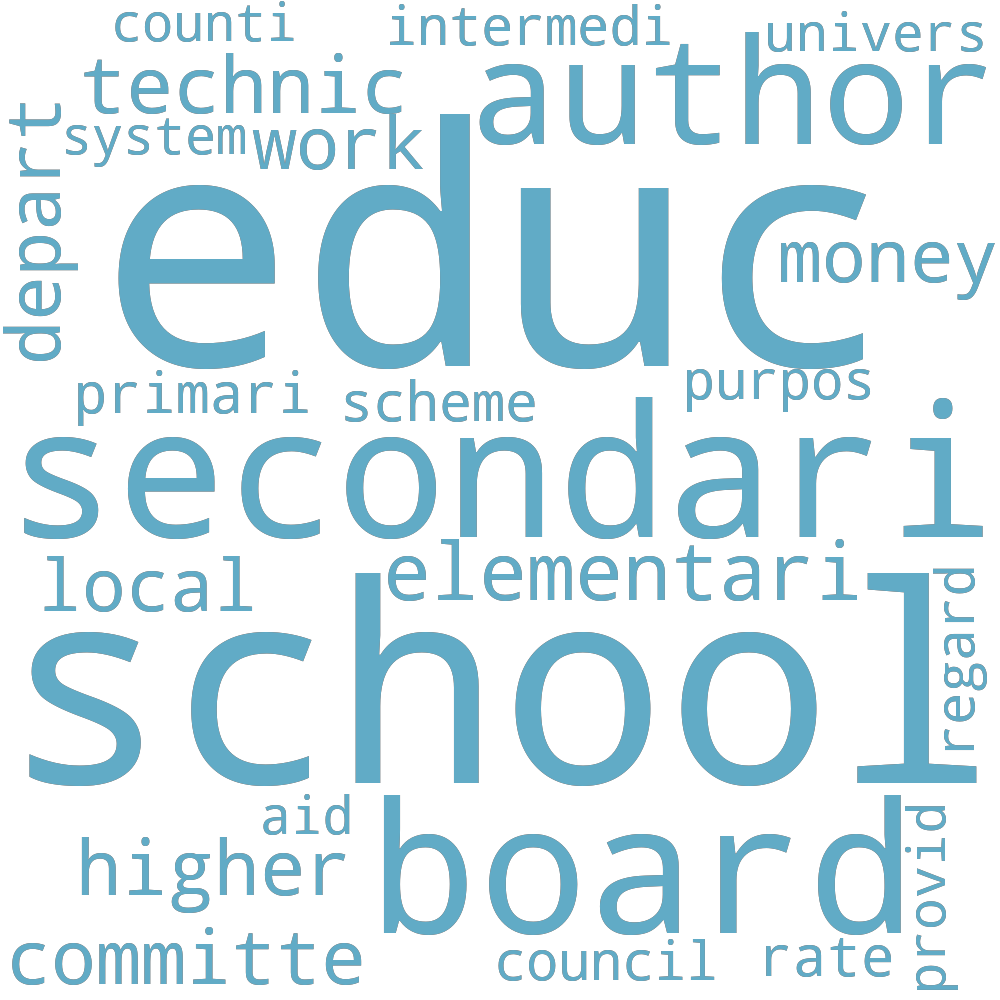 counti
intermedi
univers
technic
author
system
work
depart
educ
money
primari
scheme
purpos
secondari
local
elementari
school
regard
aid
higher
board
provid
committe
council
rate